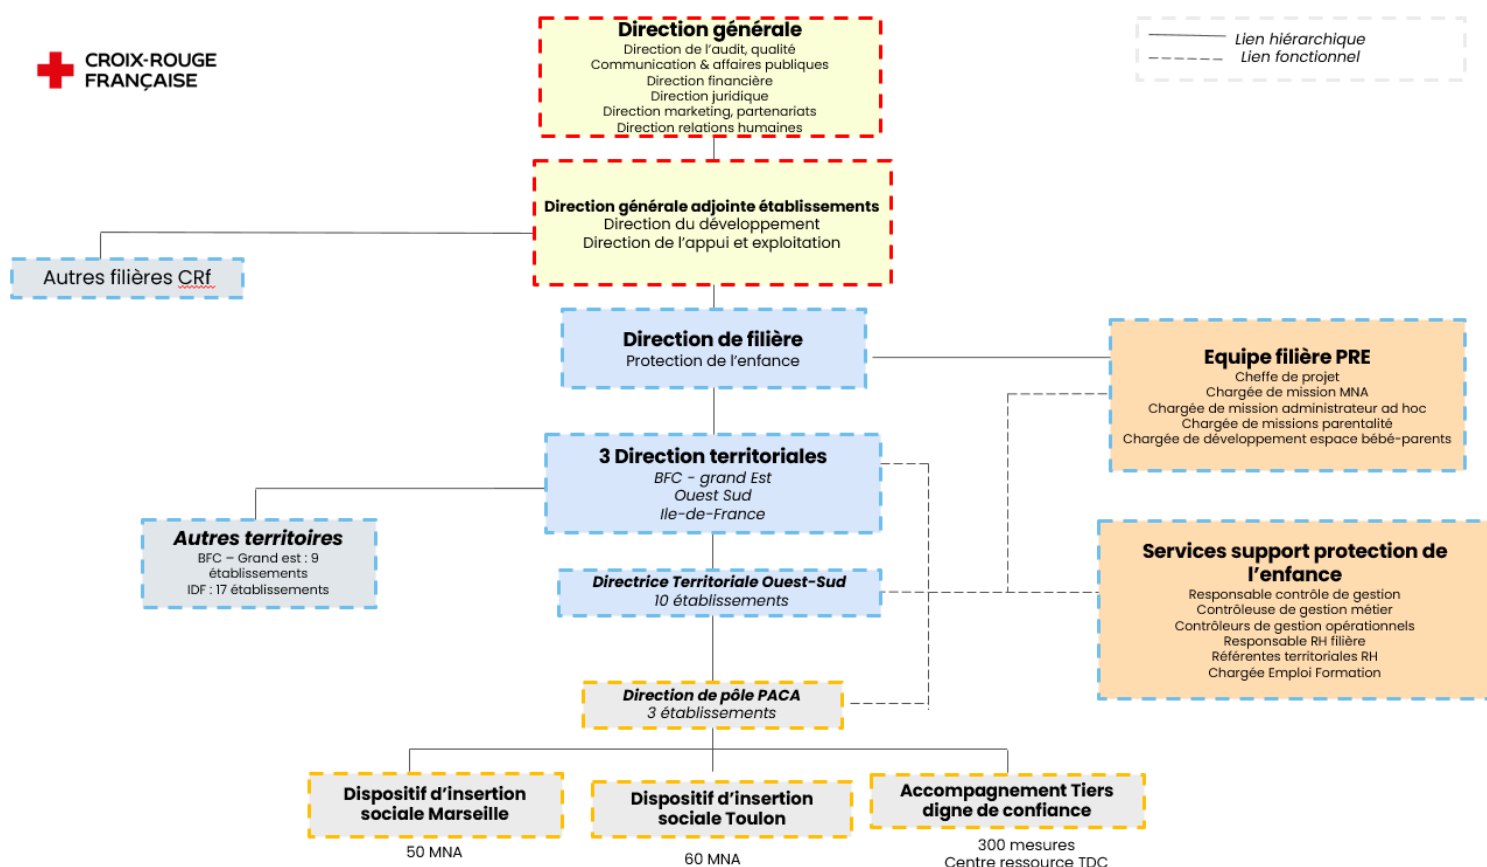 CROIX-ROUGE
FRANÇAISE
Direction générale
Direction de l'audit, qualité
Communication & affaires publiques
Direction financière
Direction juridique
Direction marketing, partenariats
Direction relations humaines
Lien hiérarchique
Lien fonctionnel
Direction générale adjointe établissements
Direction du développement
Direction de l'appui et exploitation
Autres filières CRf
Direction de filière
Protection de l'enfance
Equipe filière PRE
Cheffe de projet
Chargée de mission MNA
Chargée de mission administrateur ad hoc
Chargée de missions parentalité
Chargée de développement espace bébé-parents
3 Direction territoriales
BFC - grand Est
Ouest Sud
Ile-de-France
Autres territoires
BFC – Grand est : 9
établissements
IDF : 17 établissements
Directrice Territoriale Ouest-Sud
10 établissements
Services support protection de
l'enfance
Responsable contrôle de gestion
Contrôleuse de gestion métier
Contrôleurs de gestion opérationnels
Responsable RH filière
Référentes territoriales RH
Chargée Emploi Formation
Direction de pôle PACA
3 établissements
Dispositif d'insertion
sociale Marseille
50 MNA
Dispositif d'insertion
sociale Toulon
60 MNA
Accompagnement Tiers
digne de confiance
300 mesures
Centre ressource TDC